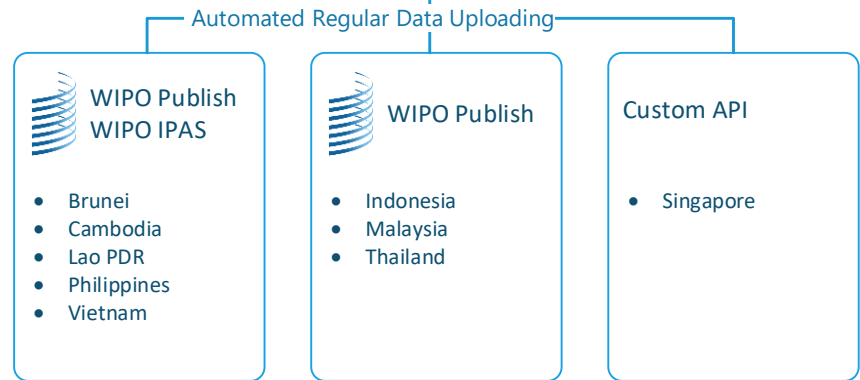 Automated Regular Data Uploading
WIPO Publish
WIPO IPAS
• Brunei
• Cambodia
• Lao PDR
• Philippines
• Vietnam
WIPO Publish
• Indonesia
• Malaysia
• Thailand
Custom API
• Singapore